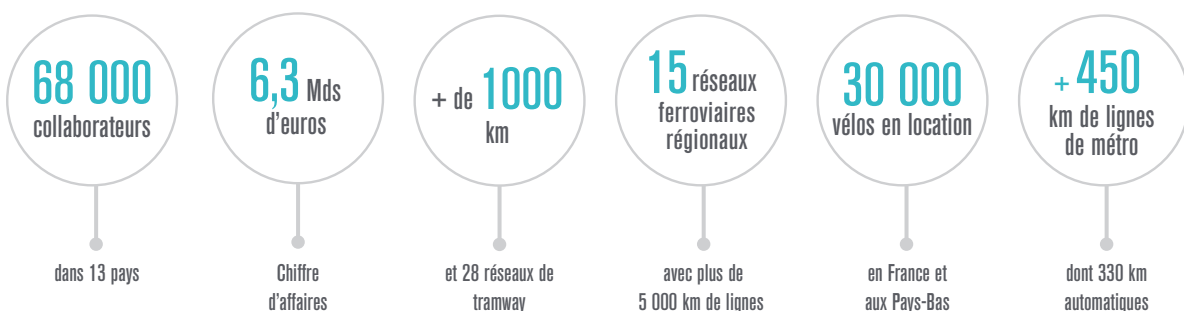 68 000
collaborateurs
dans 13 pays
6,3 Mds
d'euros
Chiffre
d'affaires
+ de 1000
km
et 28 réseaux de
tramway
15 réseaux
ferroviaires
régionaux
avec plus de
5 000 km de lignes
30 000
vélos en location
en France et
aux Pays-Bas
+ 450
km de lignes
de métro
dont 330 km
automatiques